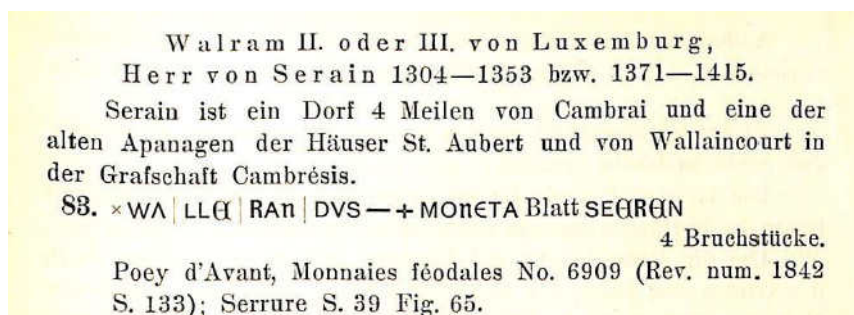 Walram II. oder III. von Luxemburg,
Herr von Serain 1304—1353 bzw. 1371—1415.
Serain ist ein Dorf 4 Meilen von Cambrai und eine der
alten Apanagen der Häuser St. Aubert und von Wallaincourt in
der Grafschaft Cambrésis.
83. ×WΛ | LLꞒ | RAn | DVS — + MOnЄTA Blatt SEꞒRꞒN
4 Bruchstücke.
Poey d'Avant, Monnaies féodales No. 6909 (Rev. num. 1842
S. 133); Serrure S. 39 Fig. 65.